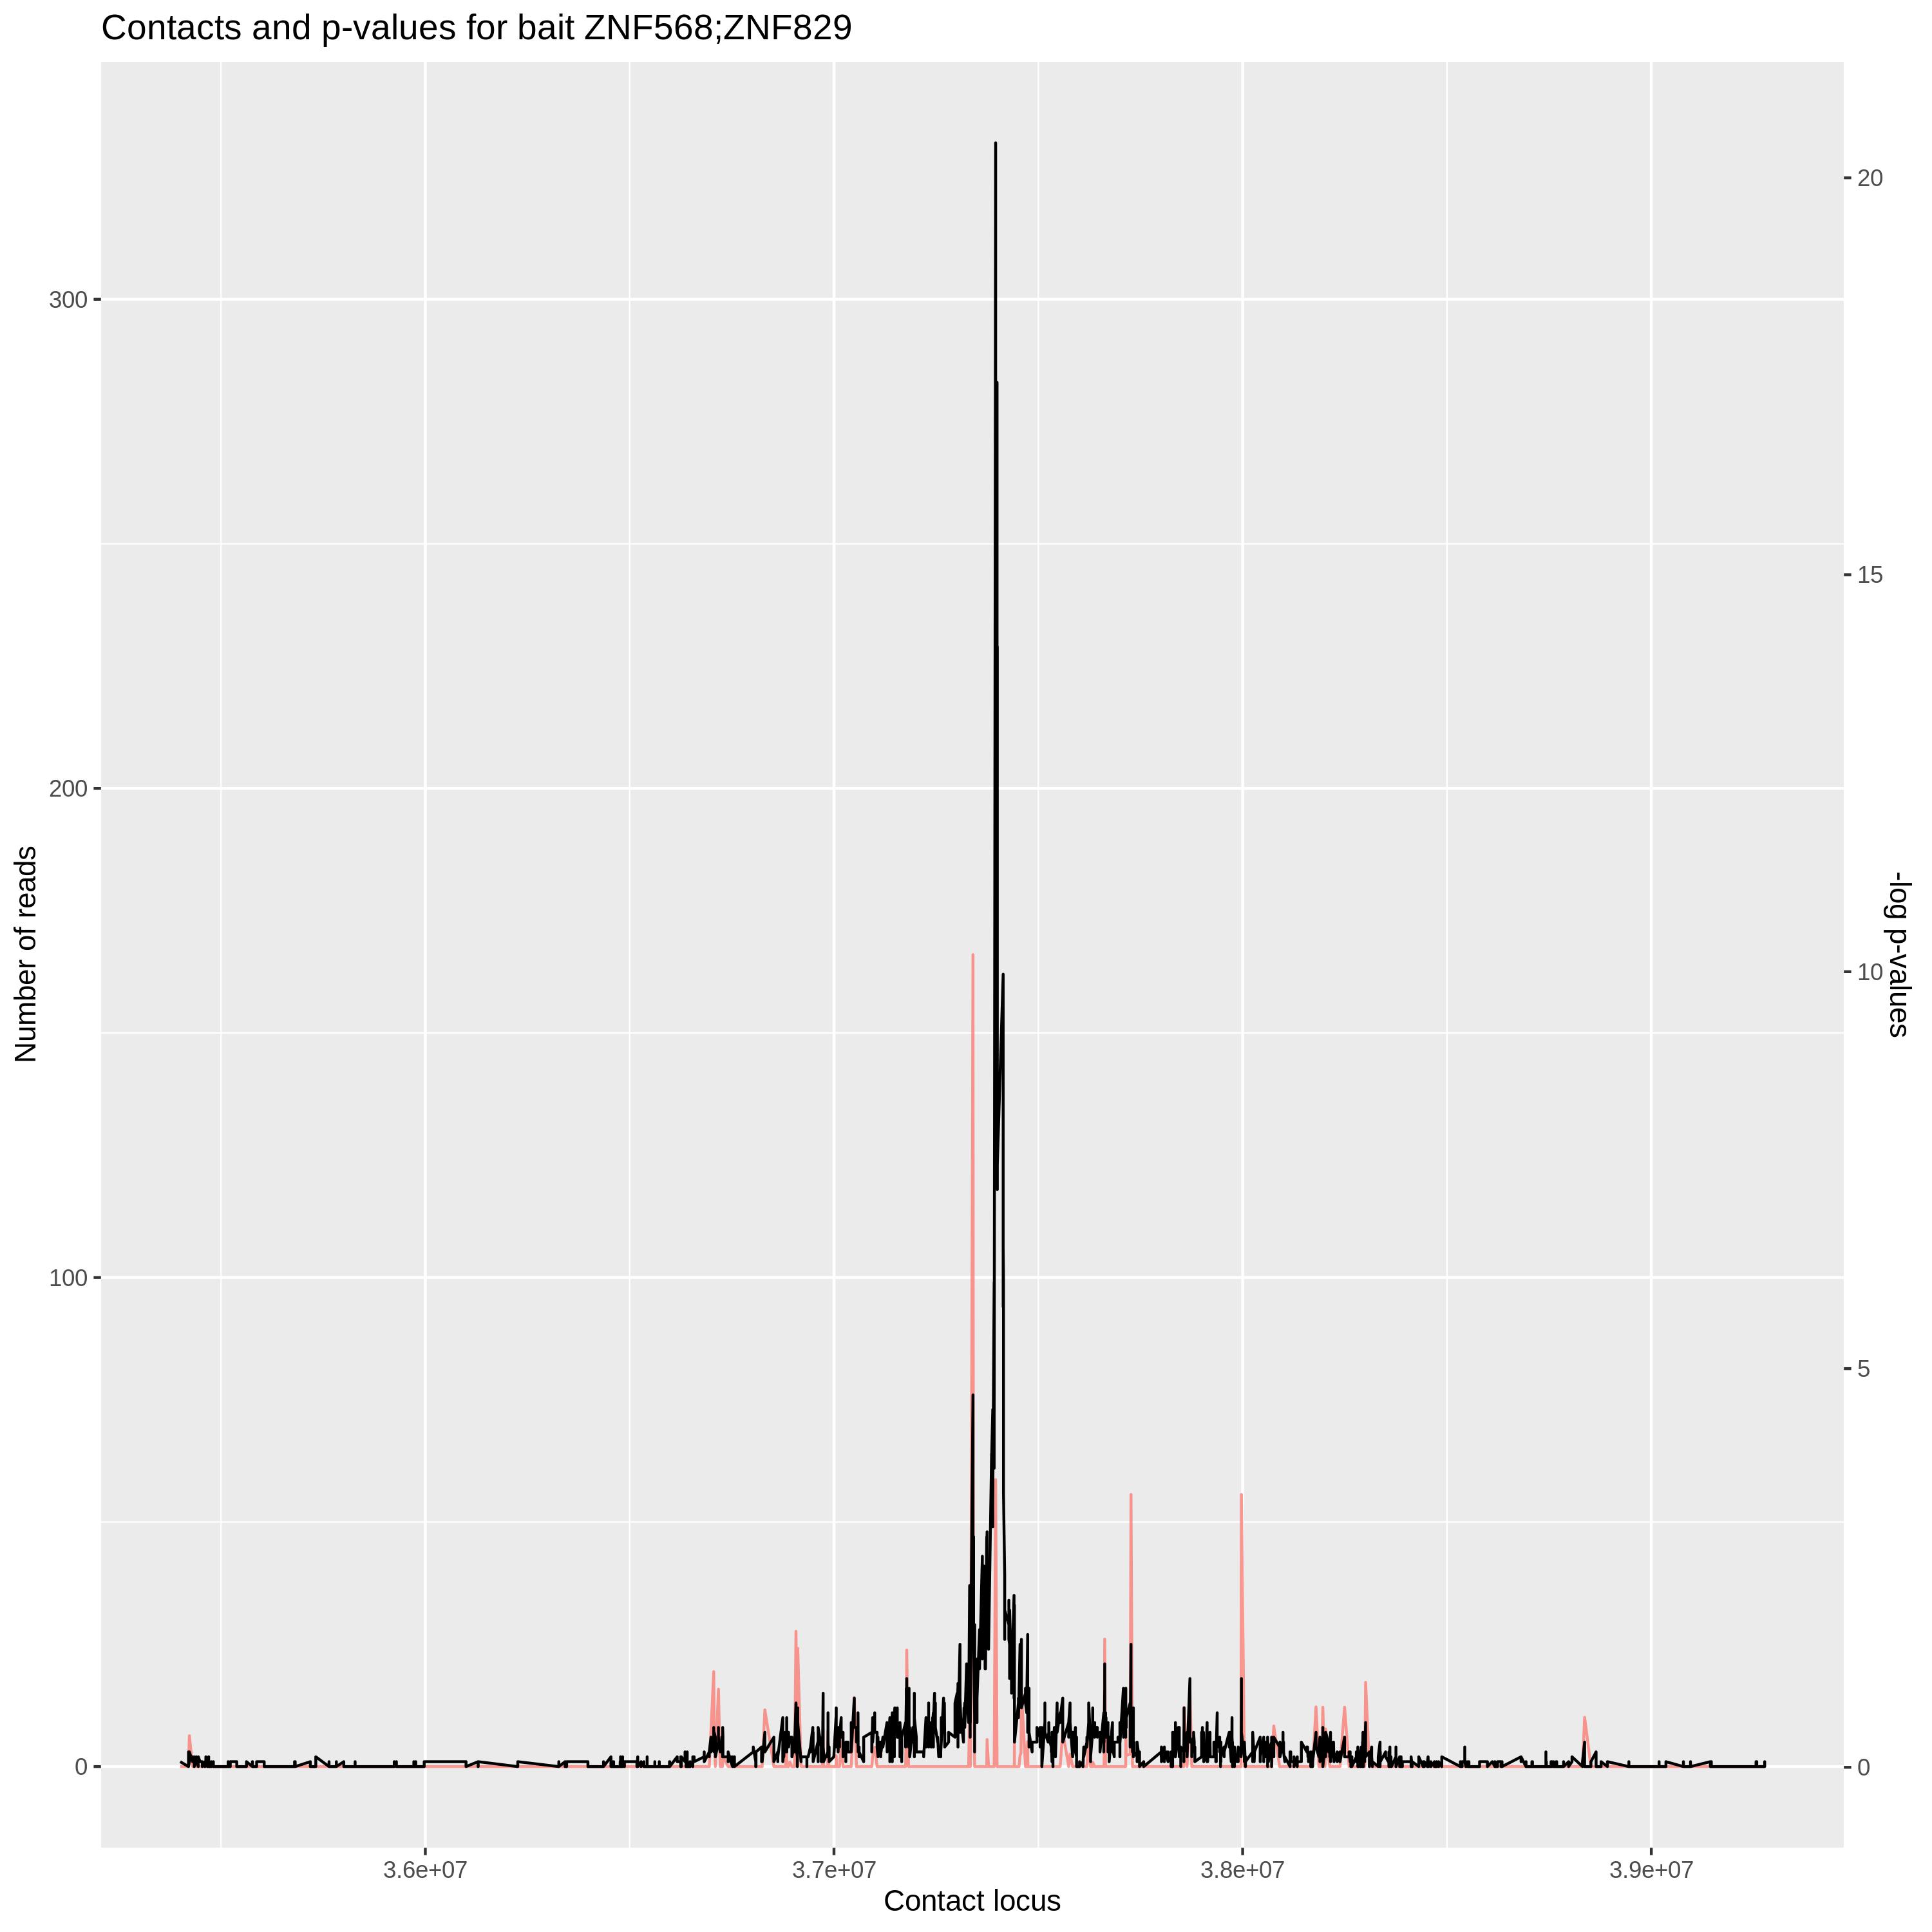 Contacts and p-values for bait ZNF568;ZNF829
Number of reads
300
200
100
0
20
15
10
5
0
-log p-values
3.6e+07
3.7e+07
3.8e+07
3.9e+07
Contact locus